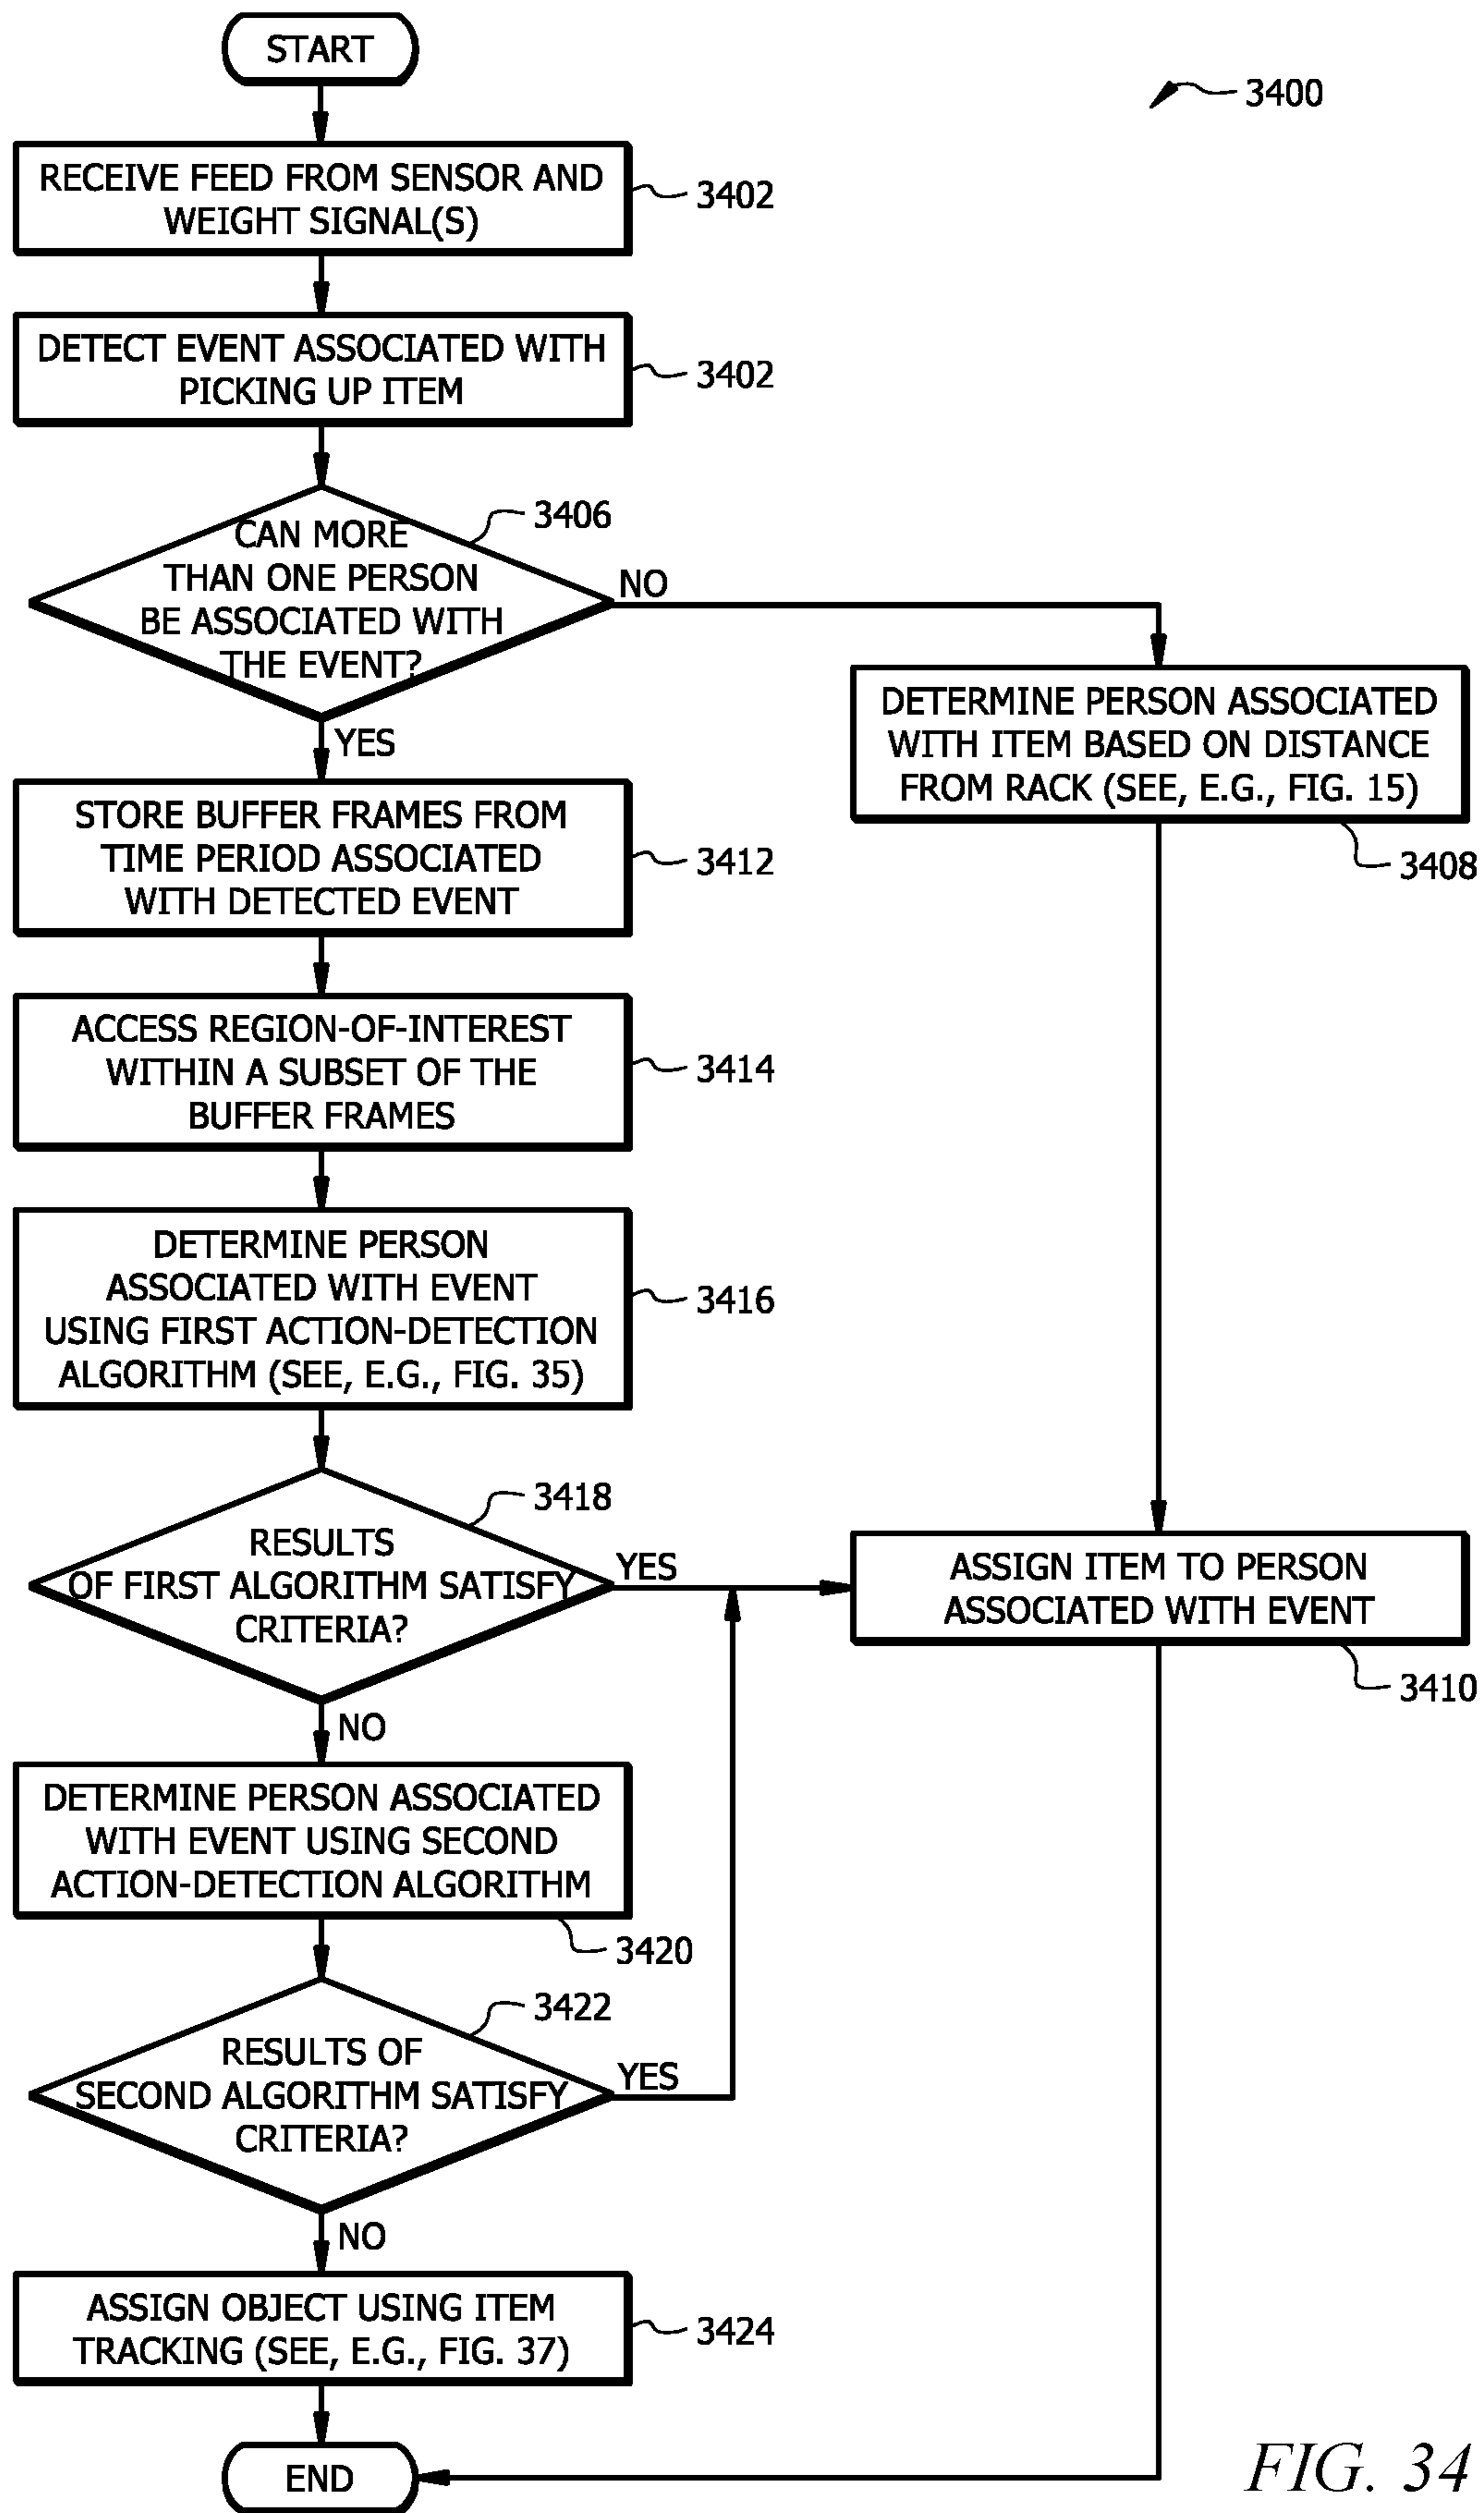 START
3400
RECEIVE FEED FROM SENSOR AND
WEIGHT SIGNAL(S)
3402
DETECT EVENT ASSOCIATED WITH
PICKING UP ITEM
3402
CAN MORE
THAN ONE PERSON
BE ASSOCIATED WITH
THE EVENT?
3406
NO
YES
DETERMINE PERSON ASSOCIATED
WITH ITEM BASED ON DISTANCE
FROM RACK (SEE, E.G., FIG. 15)
3408
STORE BUFFER FRAMES FROM
TIME PERIOD ASSOCIATED
WITH DETECTED EVENT
3412
ACCESS REGION-OF-INTEREST
WITHIN A SUBSET OF THE
BUFFER FRAMES
3414
DETERMINE PERSON
ASSOCIATED WITH EVENT
USING FIRST ACTION-DETECTION
ALGORITHM (SEE, E.G., FIG. 35)
3416
RESULTS
OF FIRST ALGORITHM SATISFY
CRITERIA?
3418
YES
NO
ASSIGN ITEM TO PERSON
ASSOCIATED WITH EVENT
3410
DETERMINE PERSON ASSOCIATED
WITH EVENT USING SECOND
ACTION-DETECTION ALGORITHM
3420
RESULTS OF
SECOND ALGORITHM SATISFY
CRITERIA?
3422
YES
NO
ASSIGN OBJECT USING ITEM
TRACKING (SEE, E.G., FIG. 37)
3424
END
FIG. 34